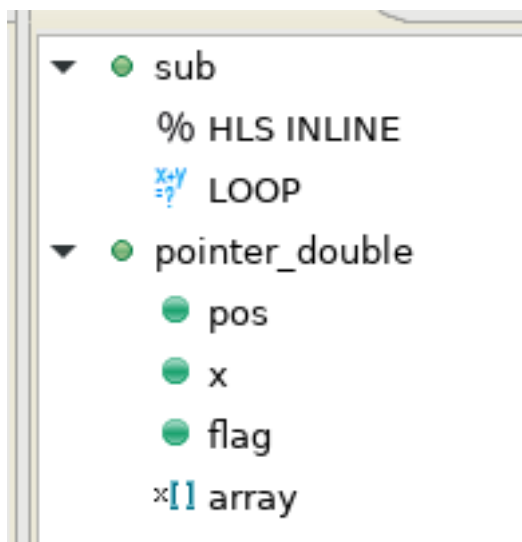 sub
% HLS INLINE
x+y=? LOOP
pointer_double
pos
x
flag
x[] array